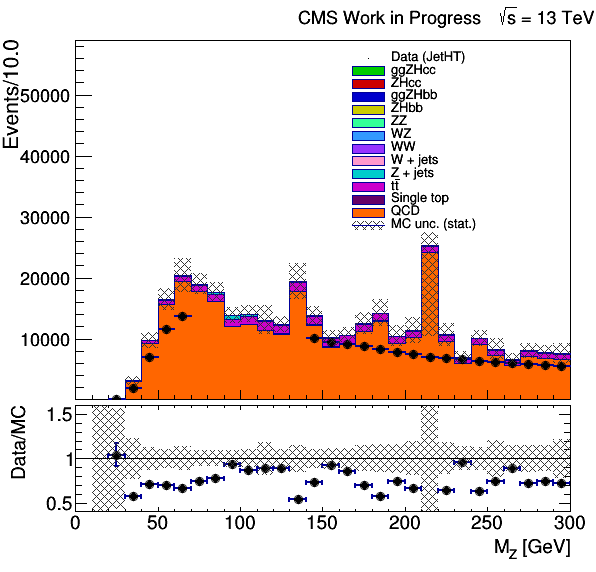 CMS Work in Progress √s = 13 TeV
Events/10.0
50000
40000
30000
20000
10000
Data (JetHT)
ggZHcc
ZHcc
ggZHbb
ZHbb
ZZ
WZ
WW
W + jets
Z + jets
tt̄
Single top
QCD
MC unc. (stat.)
Data/MC
1.5
1
0.5
0 50 100 150 200 250 300
M_Z [GeV]